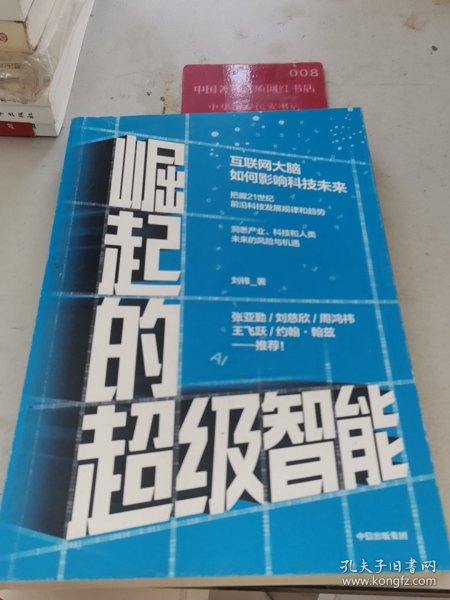 008
互联网大脑
如何影响科技未来
把握21世纪
前沿科技发展规律和趋势
洞悉产业、科技和人类
未来的风险与机遇
刘锋_著
张亚勤/刘慈欣/周鸿祎
王飞跃/约翰·翰兹
——推荐！
AI
崛起的
超级智能
中信出版集团
孔夫子旧书网
www.kongfz.com